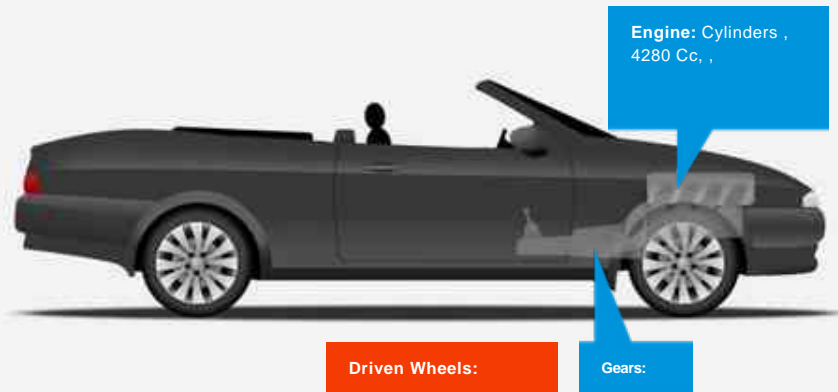 Engine: Cylinders ,
4280 Cc, ,
Driven Wheels:
Gears: